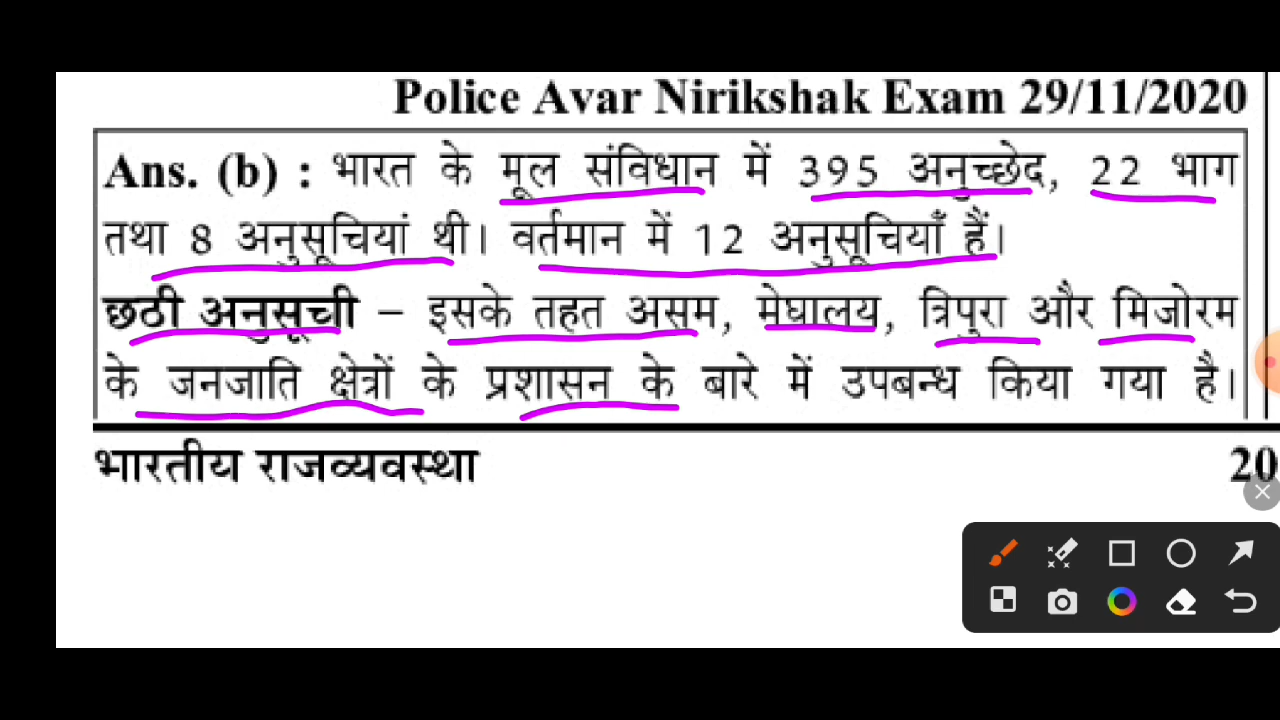 Police Avar Nirikshak Exam 29/11/2020
Ans. (b) : भारत के मूल संविधान में 395 अनुच्छेद, 22 भाग
तथा 8 अनुसूचियां थी। वर्तमान में 12 अनुसूचियाँ हैं।
छठी अनुसूची – इसके तहत असम, मेघालय, त्रिपुरा और मिजोरम
के जनजाति क्षेत्रों के प्रशासन के बारे में उपबन्ध किया गया है।
भारतीय राजव्यवस्था 20